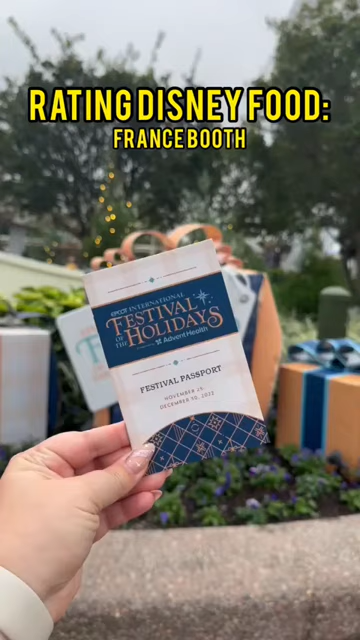 RATING DISNEY FOOD:
FRANCE BOOTH
EPCOT INTERNATIONAL
FESTIVAL
OF THE HOLIDAYS
AdventHealth
FESTIVAL PASSPORT
NOVEMBER 25
DECEMBER 30, 2022